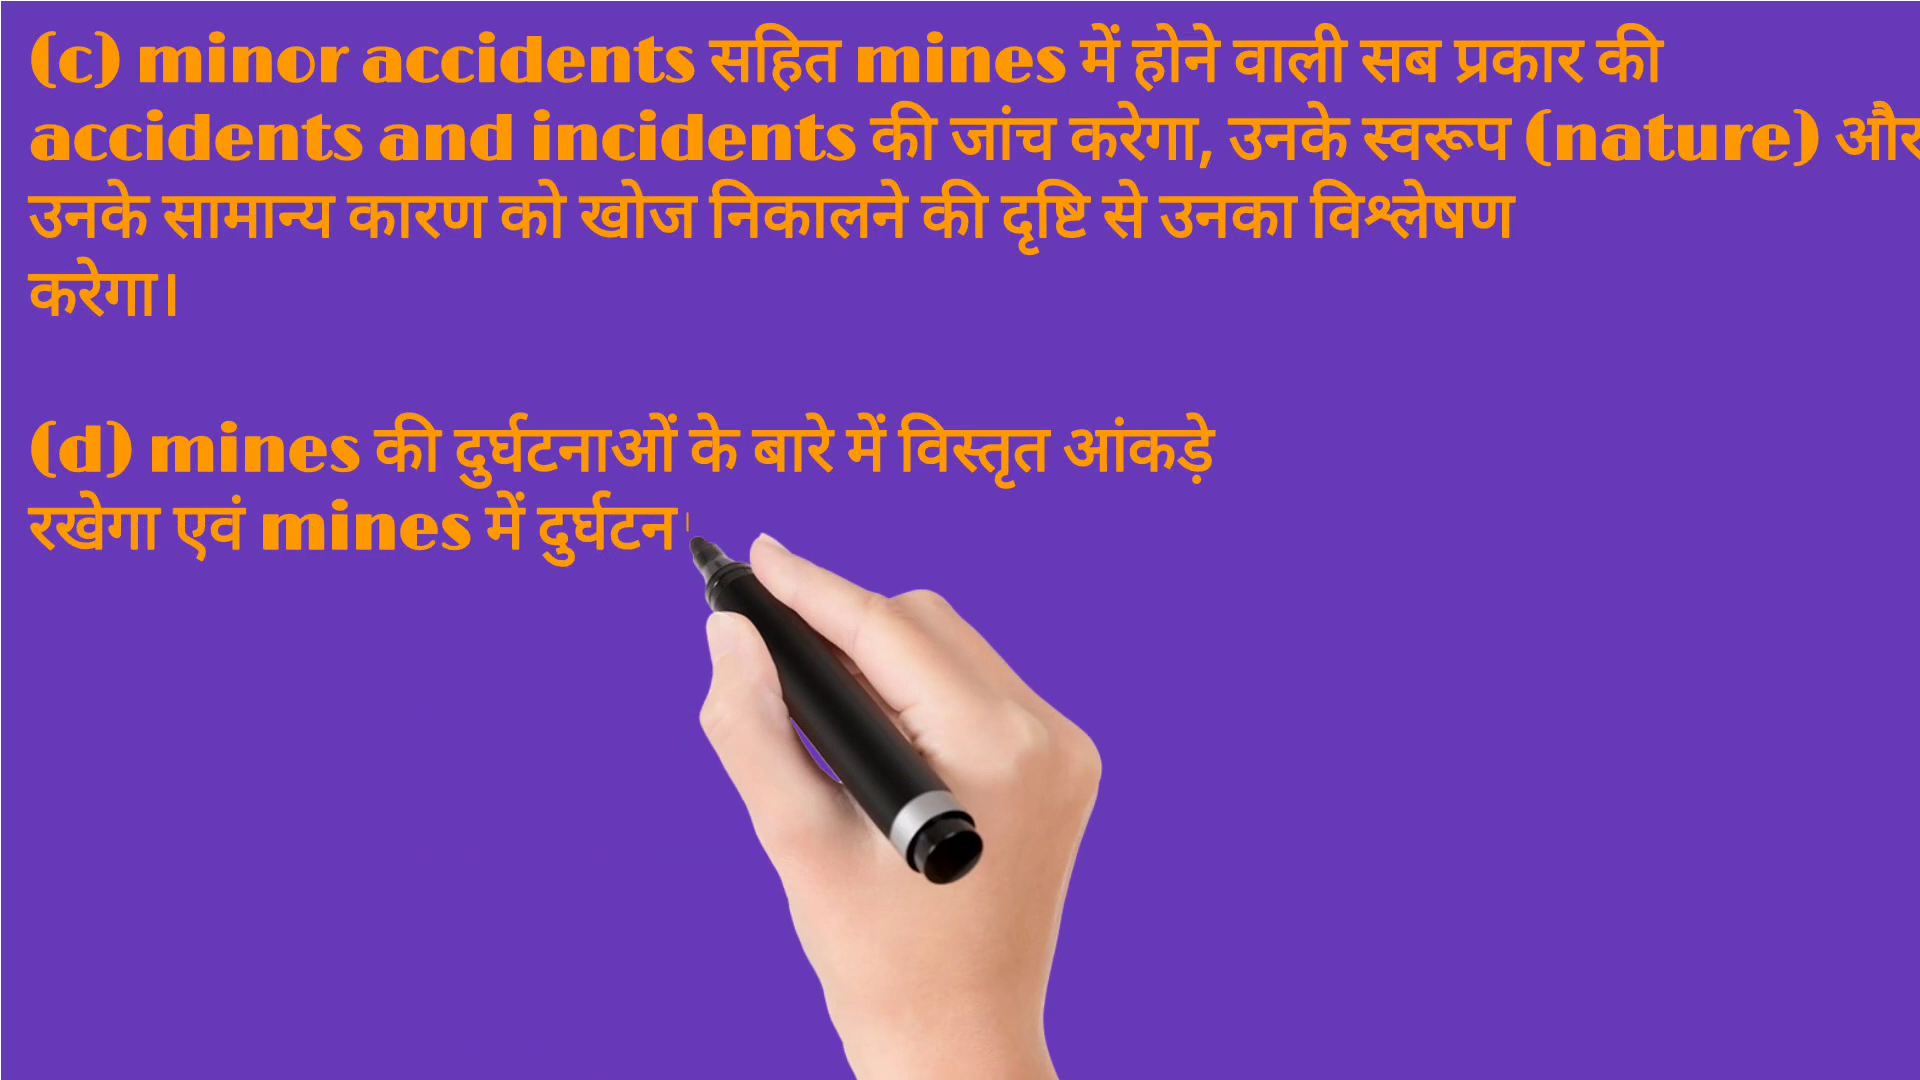 (c) minor accidents सहित mines में होने वाली सब प्रकार की
accidents and incidents की जांच करेगा, उनके स्वरूप (nature) और
उनके सामान्य कारण को खोज निकालने की दृष्टि से उनका विश्लेषण
करेगा।
(d) mines की दुर्घटनाओं के बारे में विस्तृत आंकड़े
रखेगा एवं mines में दुर्घटन